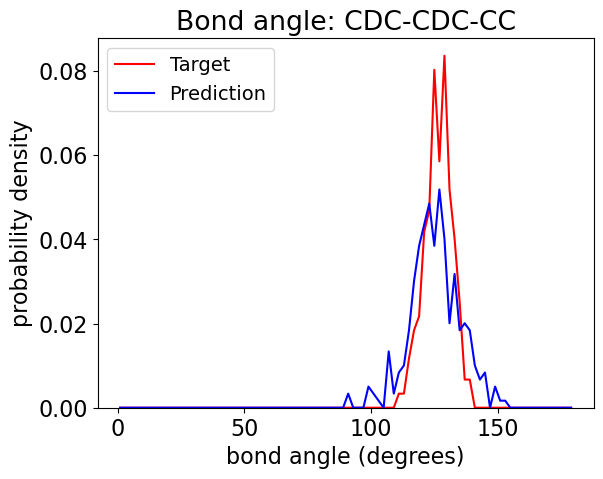 Bond angle: CDC-CDC-CC
Target
Prediction
probability density
0.08
0.06
0.04
0.02
0.00
0 50 100 150
bond angle (degrees)